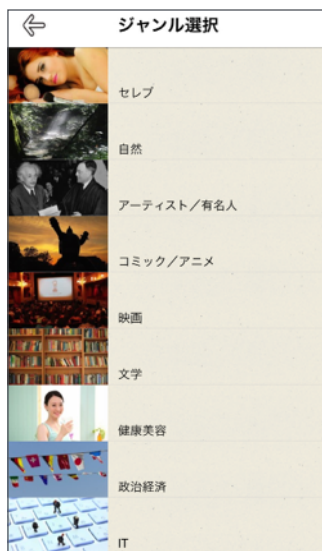 ジャンル選択
セレブ
自然
アーティスト／有名人
コミック／アニメ
映画
文学
健康美容
政治経済
IT